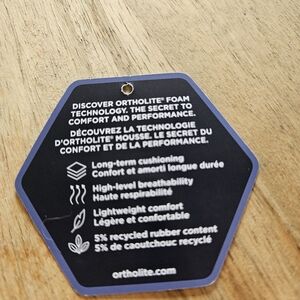 DISCOVER ORTHOLITE® FOAM
TECHNOLOGY. THE SECRET TO
COMFORT AND PERFORMANCE.
DÉCOUVREZ LA TECHNOLOGIE
D'ORTHOLITE® MOUSSE. LE SECRET DU
CONFORT ET DE LA PERFORMANCE.
Long-term cushioning
Confort et amorti longue durée
High-level breathability
Haute respirabilité
Lightweight comfort
Légère et confortable
5% recycled rubber content
5% de caoutchouc recyclé
ortholite.com